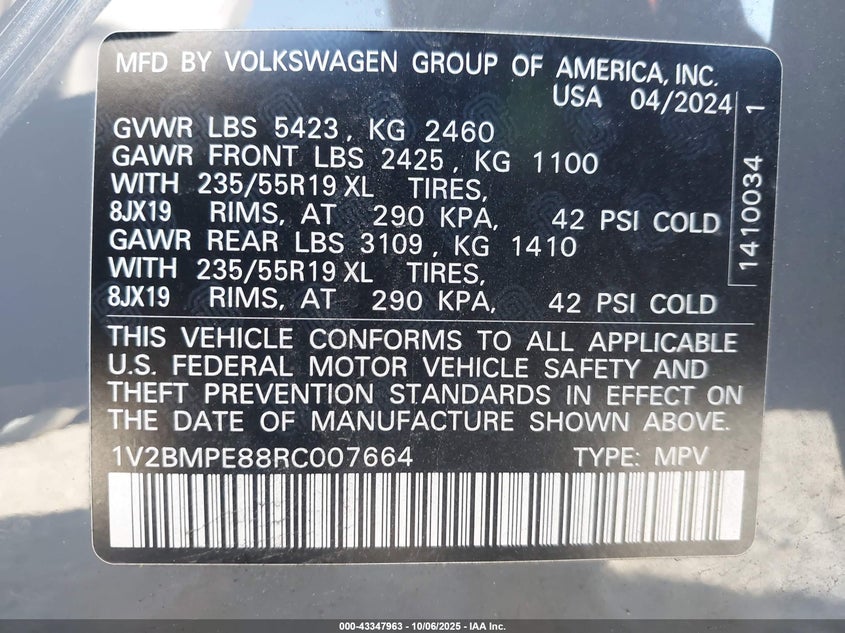 MFD BY VOLKSWAGEN GROUP OF AMERICA, INC.
USA 04/2024
GVWR LBS 5423, KG 2460
GAWR FRONT LBS 2425, KG 1100
WITH 235/55R19 XL TIRES,
8JX19 RIMS, AT 290 KPA, 42 PSI COLD
GAWR REAR LBS 3109, KG 1410
WITH 235/55R19 XL TIRES,
8JX19 RIMS, AT 290 KPA, 42 PSI COLD
1410034 1
THIS VEHICLE CONFORMS TO ALL APPLICABLE
U.S. FEDERAL MOTOR VEHICLE SAFETY AND
THEFT PREVENTION STANDARDS IN EFFECT ON
THE DATE OF MANUFACTURE SHOWN ABOVE.
1V2BMPE88RC007664 TYPE: MPV
000-43347963 - 10/06/2025 - IAA Inc.